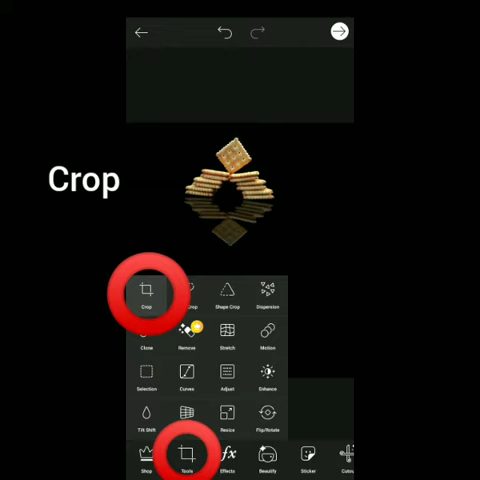 Crop
Crop
Crop
Shape Crop
Dispersion
Clone
Remove
Stretch
Motion
Selection
Curves
Adjust
Enhance
Tilt Shift
Resize
Flip/Rotate
Shop
Tools
fx
Effects
Beautify
Sticker